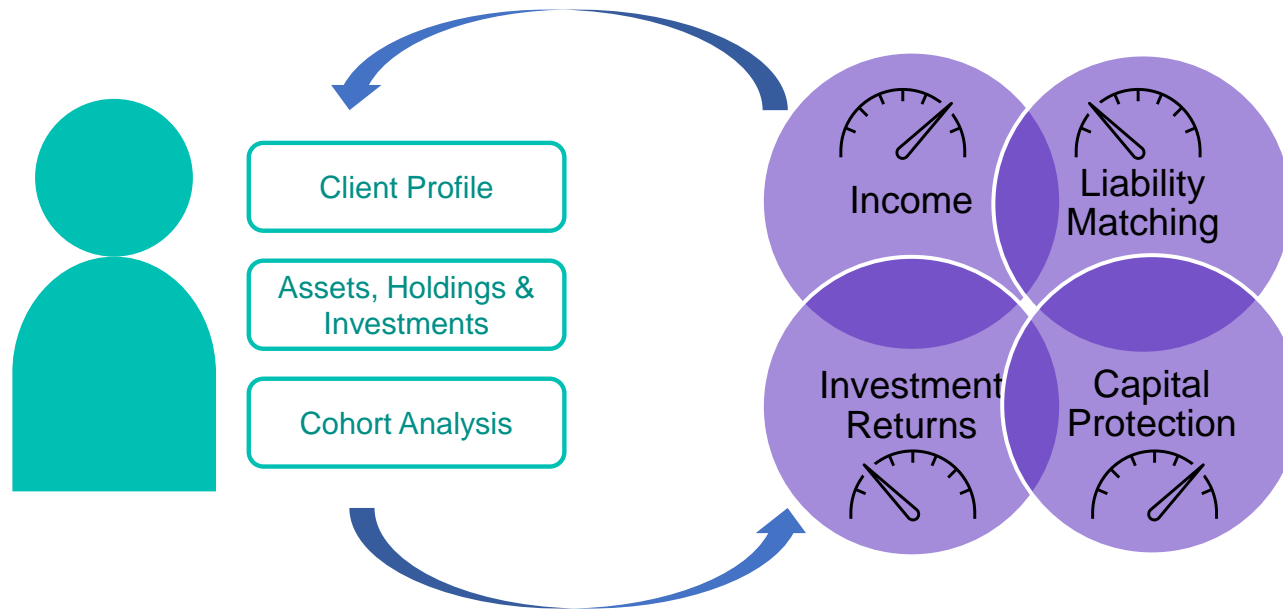 Client Profile
Assets, Holdings &
Investments
Cohort Analysis
Income
Liability
Matching
Investment
Returns
Capital
Protection